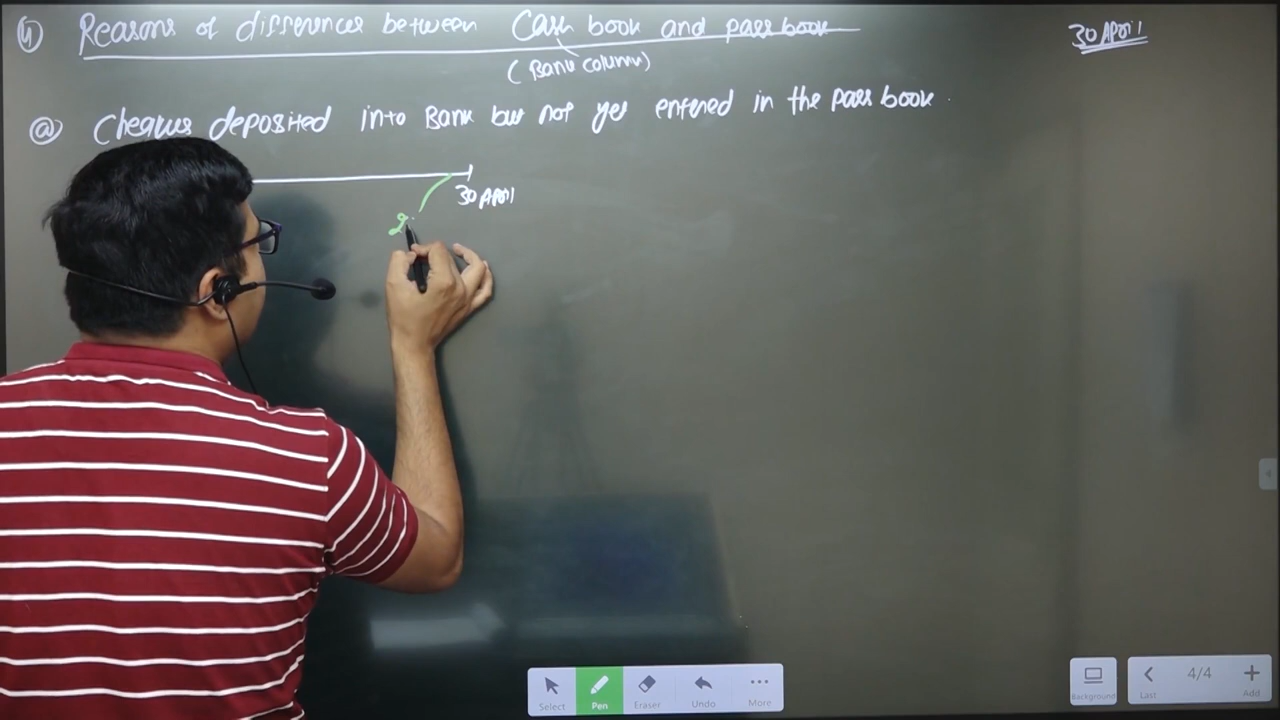 4) Reasons of differences between Cash book and pass book
30 April
(Bank column)
@ Cheques deposited into Bank but not yet entered in the pass book.
30 April
Select
Pen
Eraser
Undo
More
Background
Last
4/4
Add
4